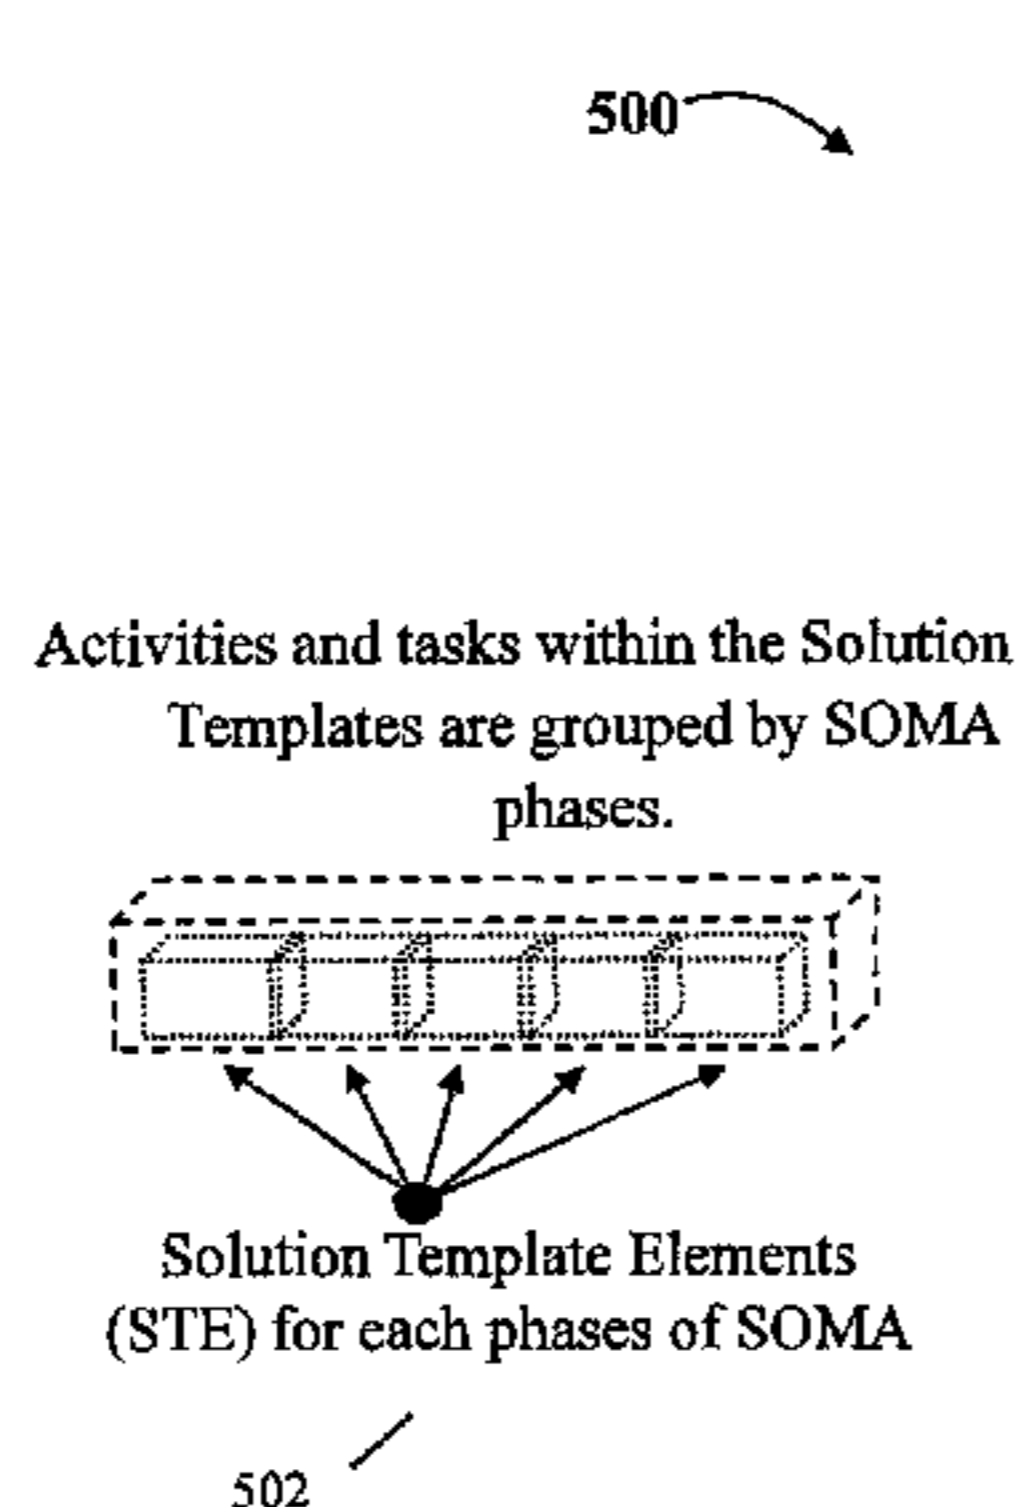 500
Activities and tasks within the Solution
Templates are grouped by SOMA
phases.
Solution Template Elements
(STE) for each phases of SOMA
502